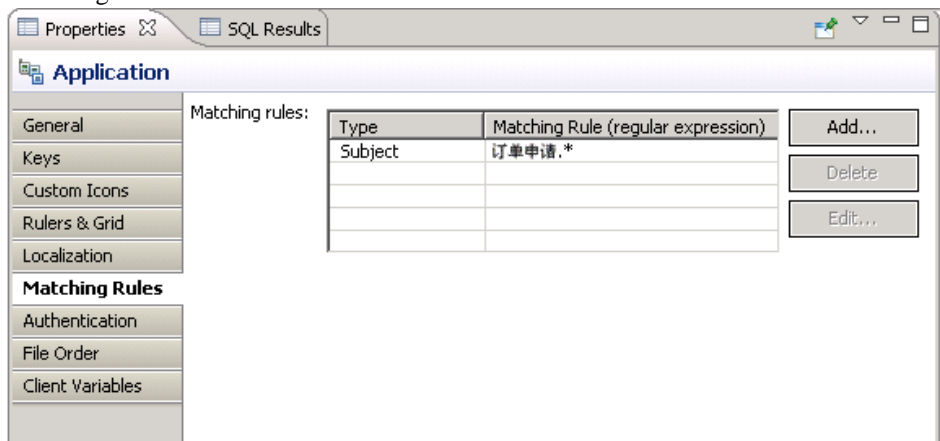 Properties
SQL Results
Application
General
Keys
Custom Icons
Rulers & Grid
Localization
Matching Rules
Authentication
File Order
Client Variables
Matching rules:
Type Matching Rule (regular expression)
Subject 订单申请.*
Add...
Delete
Edit...